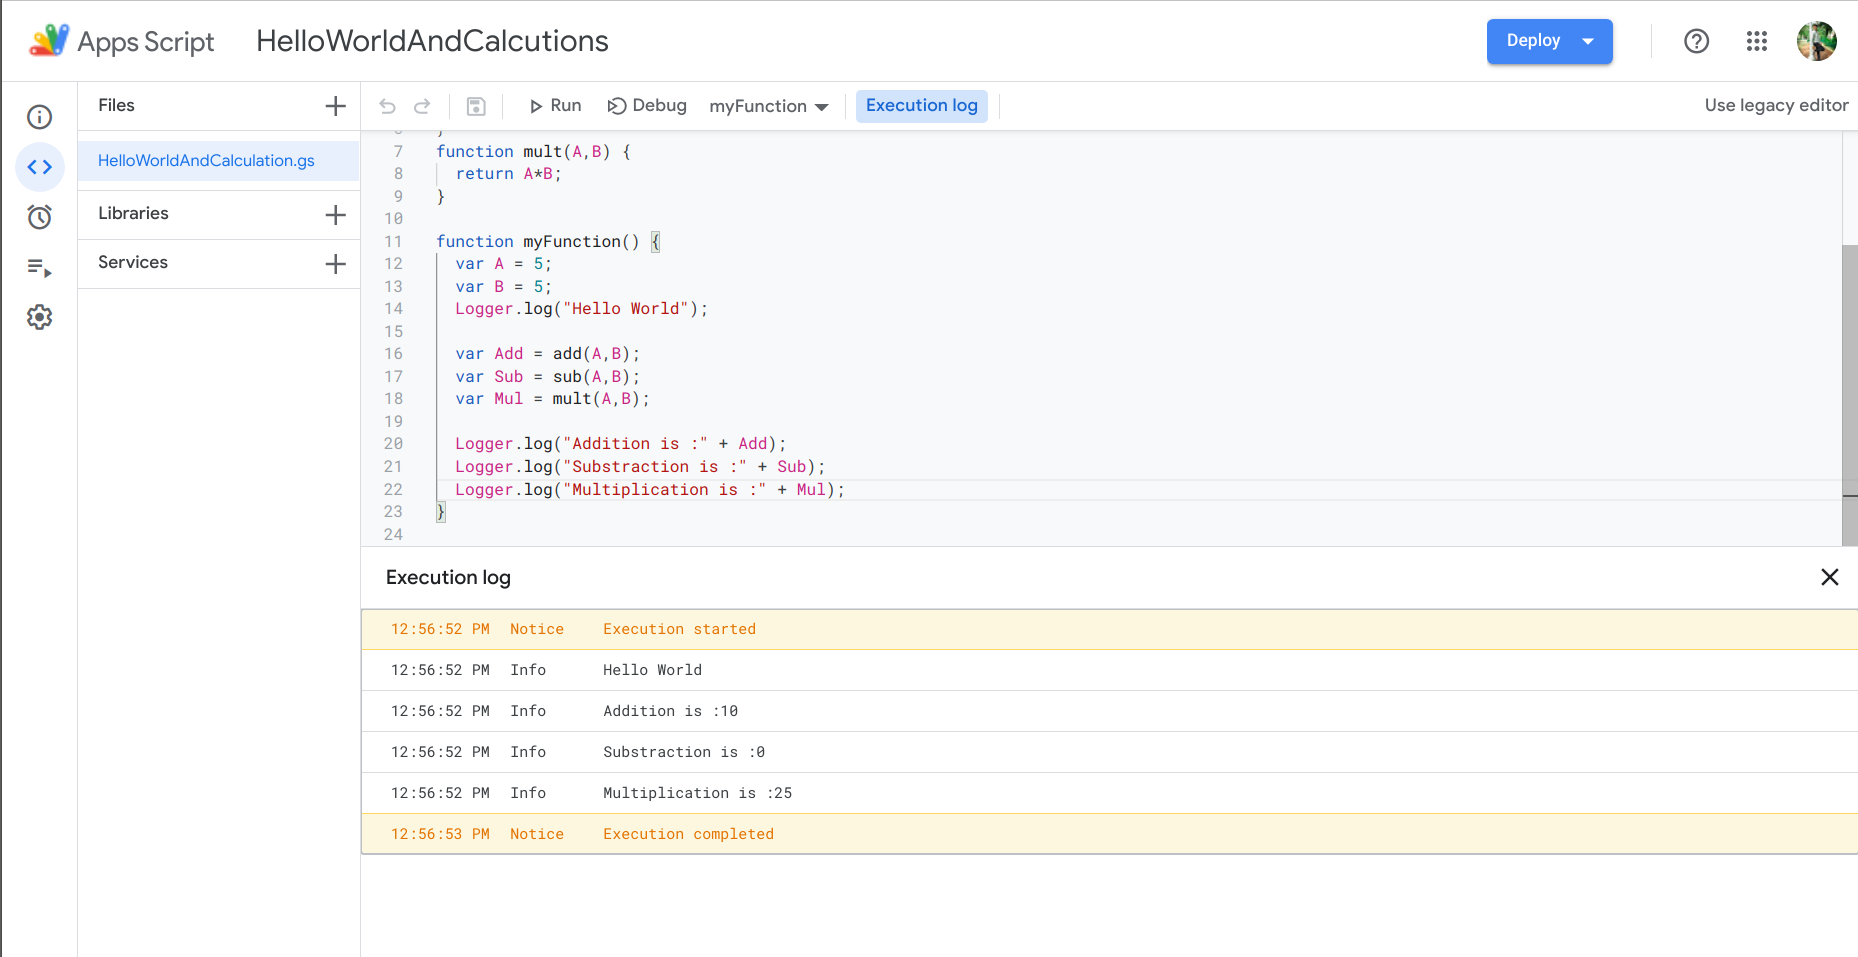 Apps Script HelloWorldAndCalcutions Deploy
Files Run Debug myFunction Execution log Use legacy editor
HelloWorldAndCalculation.gs
Libraries
Services
7 function mult(A,B) {
8 return A*B;
9 }
10
11 function myFunction() {
12 var A = 5;
13 var B = 5;
14 Logger.log("Hello World");
15
16 var Add = add(A,B);
17 var Sub = sub(A,B);
18 var Mul = mult(A,B);
19
20 Logger.log("Addition is :" + Add);
21 Logger.log("Substraction is :" + Sub);
22 Logger.log("Multiplication is :" + Mul);
23 }
24
Execution log
12:56:52 PM Notice Execution started
12:56:52 PM Info Hello World
12:56:52 PM Info Addition is :10
12:56:52 PM Info Substraction is :0
12:56:52 PM Info Multiplication is :25
12:56:53 PM Notice Execution completed